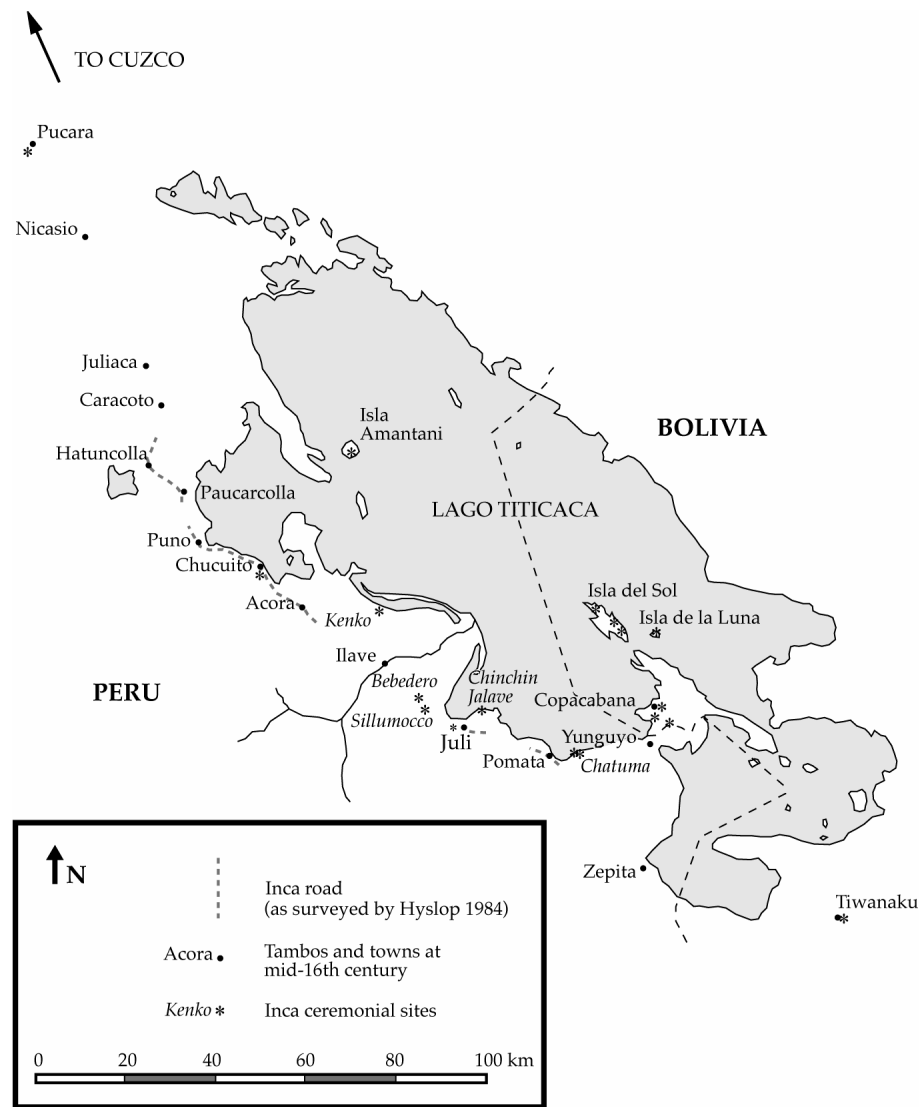 TO CUZCO
Pucara
Nicasio
Juliaca
Caracoto
Isla
Amantani
BOLIVIA
Hatuncolla
Paucarcolla
LAGO TITICACA
Puno
Chucuito
Isla del Sol
Acora
Kenko
Isla de la Luna
Ilave
Bebedero
Chinchin
Jalave
PERU
Copacabana
Sillumocco
Juli
Yunguyo
Pomata
Chatuma
Zepita
Tiwanaku
N
Inca road
(as surveyed by Hyslop 1984)
Acora
Tambos and towns at
mid-16th century
Kenko * Inca ceremonial sites
0 20 40 60 80 100 km